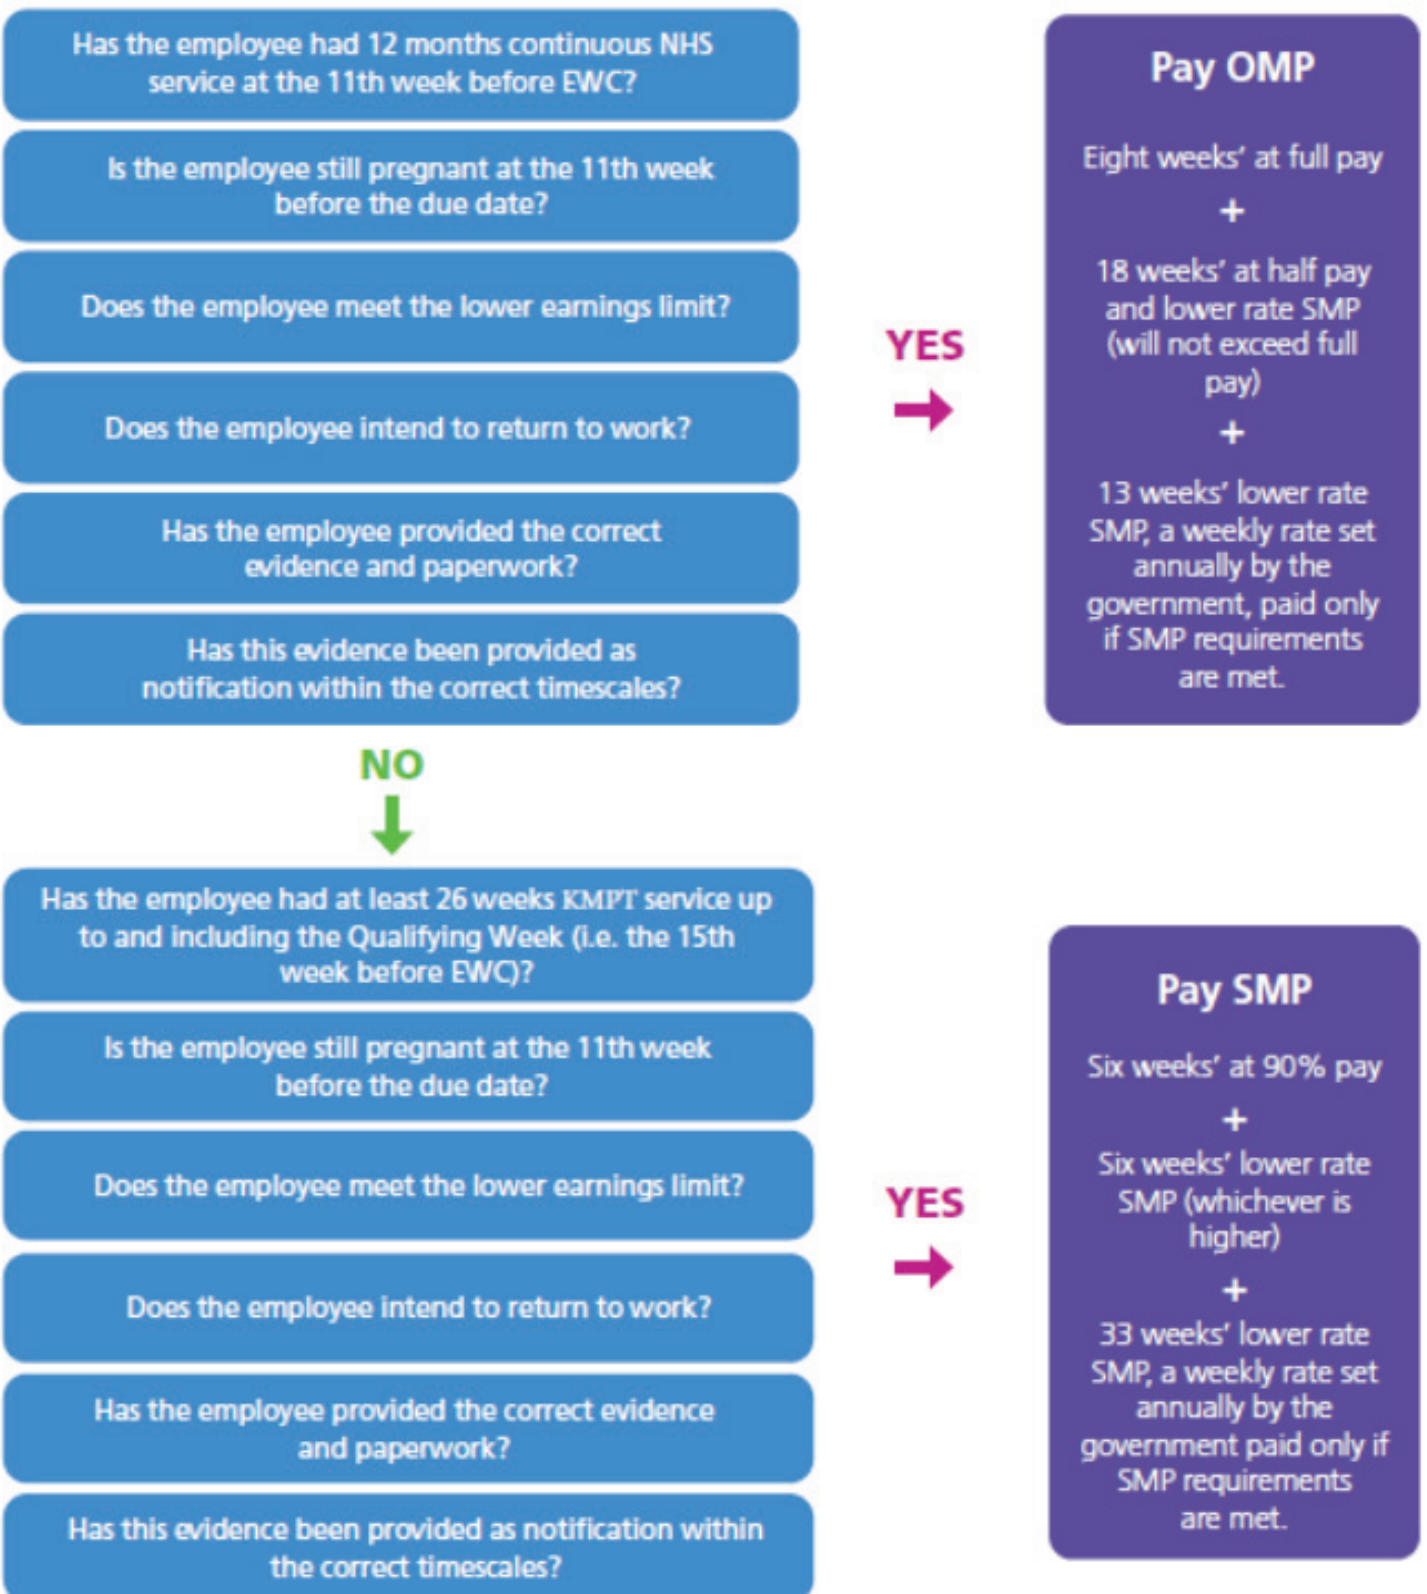 Has the employee had 12 months continuous NHS
service at the 11th week before EWC?
Is the employee still pregnant at the 11th week
before the due date?
Does the employee meet the lower earnings limit?
Does the employee intend to return to work?
Has the employee provided the correct
evidence and paperwork?
Has this evidence been provided as
notification within the correct timescales?
YES
Pay OMP
Eight weeks’ at full pay
+
18 weeks’ at half pay
and lower rate SMP
(will not exceed full
pay)
+
13 weeks’ lower rate
SMP, a weekly rate set
annually by the
government, paid only
if SMP requirements
are met.
NO
Has the employee had at least 26 weeks KMPT service up
to and including the Qualifying Week (i.e. the 15th
week before EWC)?
Is the employee still pregnant at the 11th week
before the due date?
Does the employee meet the lower earnings limit?
Does the employee intend to return to work?
Has the employee provided the correct evidence
and paperwork?
Has this evidence been provided as notification within
the correct timescales?
YES
Pay SMP
Six weeks’ at 90% pay
+
Six weeks’ lower rate
SMP (whichever is
higher)
+
33 weeks’ lower rate
SMP, a weekly rate set
annually by the
government paid only if
SMP requirements
are met.